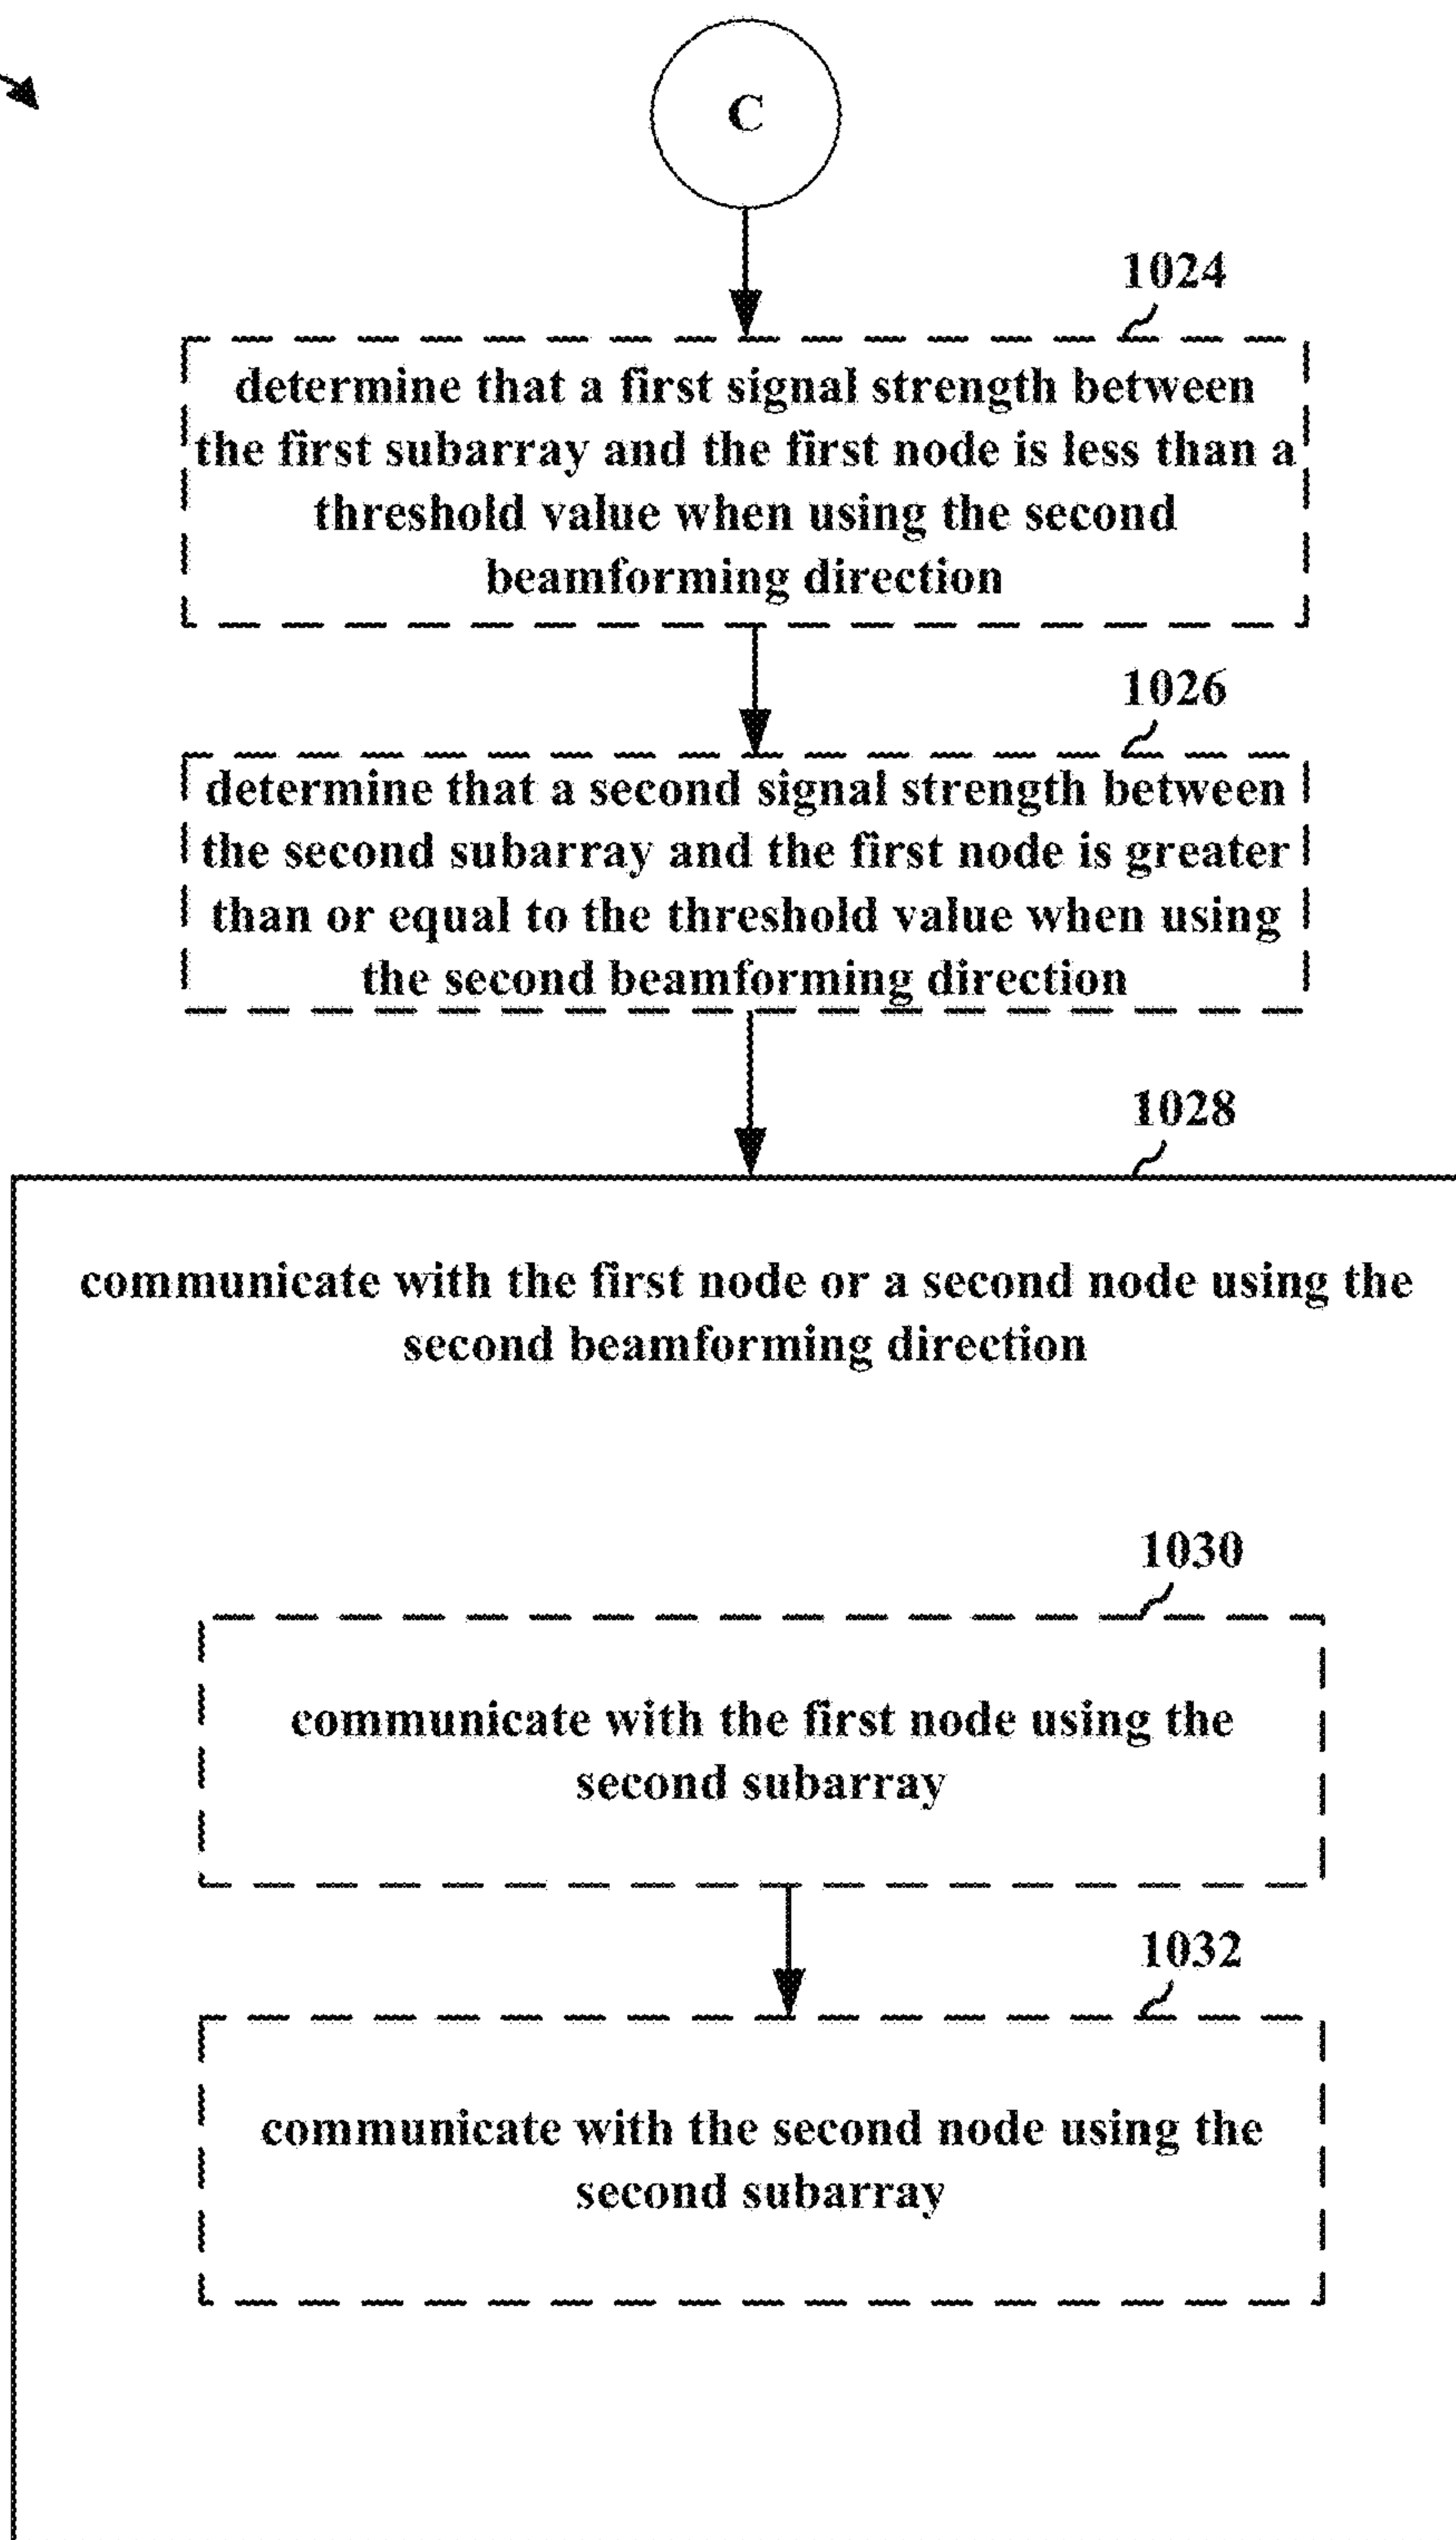 C
1024
determine that a first signal strength between
the first subarray and the first node is less than a
threshold value when using the second
beamforming direction
1026
determine that a second signal strength between
the second subarray and the first node is greater
than or equal to the threshold value when using
the second beamforming direction
1028
communicate with the first node or a second node using the
second beamforming direction
1030
communicate with the first node using the
second subarray
1032
communicate with the second node using the
second subarray